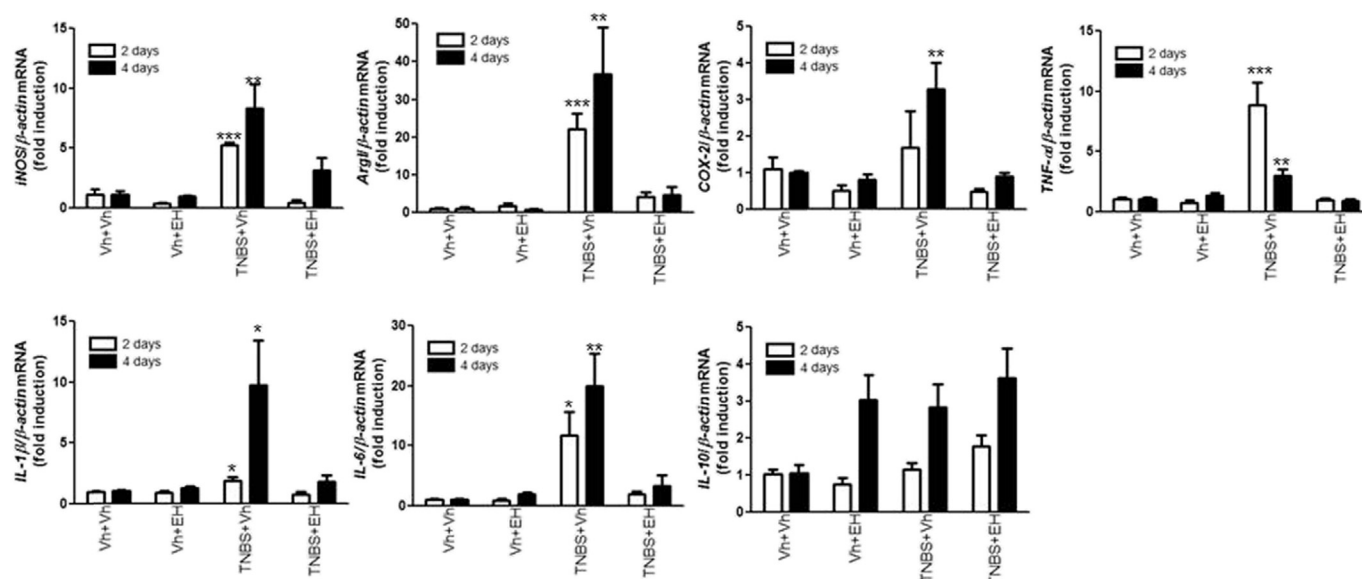 iNOS/β-actin mRNA
(fold induction)
15
10
5
0
2 days
4 days
***
**
Vh+Vh
Vh+EH
TNBS+Vh
TNBS+EH
ArgI/β-actin mRNA
(fold induction)
50
40
30
20
10
0
2 days
4 days
***
**
Vh+Vh
Vh+EH
TNBS+Vh
TNBS+EH
COX-2/β-actin mRNA
(fold induction)
5
4
3
2
1
0
2 days
4 days
**
Vh+Vh
Vh+EH
TNBS+Vh
TNBS+EH
TNF-α/β-actin mRNA
(fold induction)
15
10
5
0
2 days
4 days
***
**
Vh+Vh
Vh+EH
TNBS+Vh
TNBS+EH
IL-1β/β-actin mRNA
(fold induction)
15
10
5
0
2 days
4 days
*
*
Vh+Vh
Vh+EH
TNBS+Vh
TNBS+EH
IL-6/β-actin mRNA
(fold induction)
30
20
10
0
2 days
4 days
*
**
Vh+Vh
Vh+EH
TNBS+Vh
TNBS+EH
IL-10/β-actin mRNA
(fold induction)
5
4
3
2
1
0
2 days
4 days
Vh+Vh
Vh+EH
TNBS+Vh
TNBS+EH